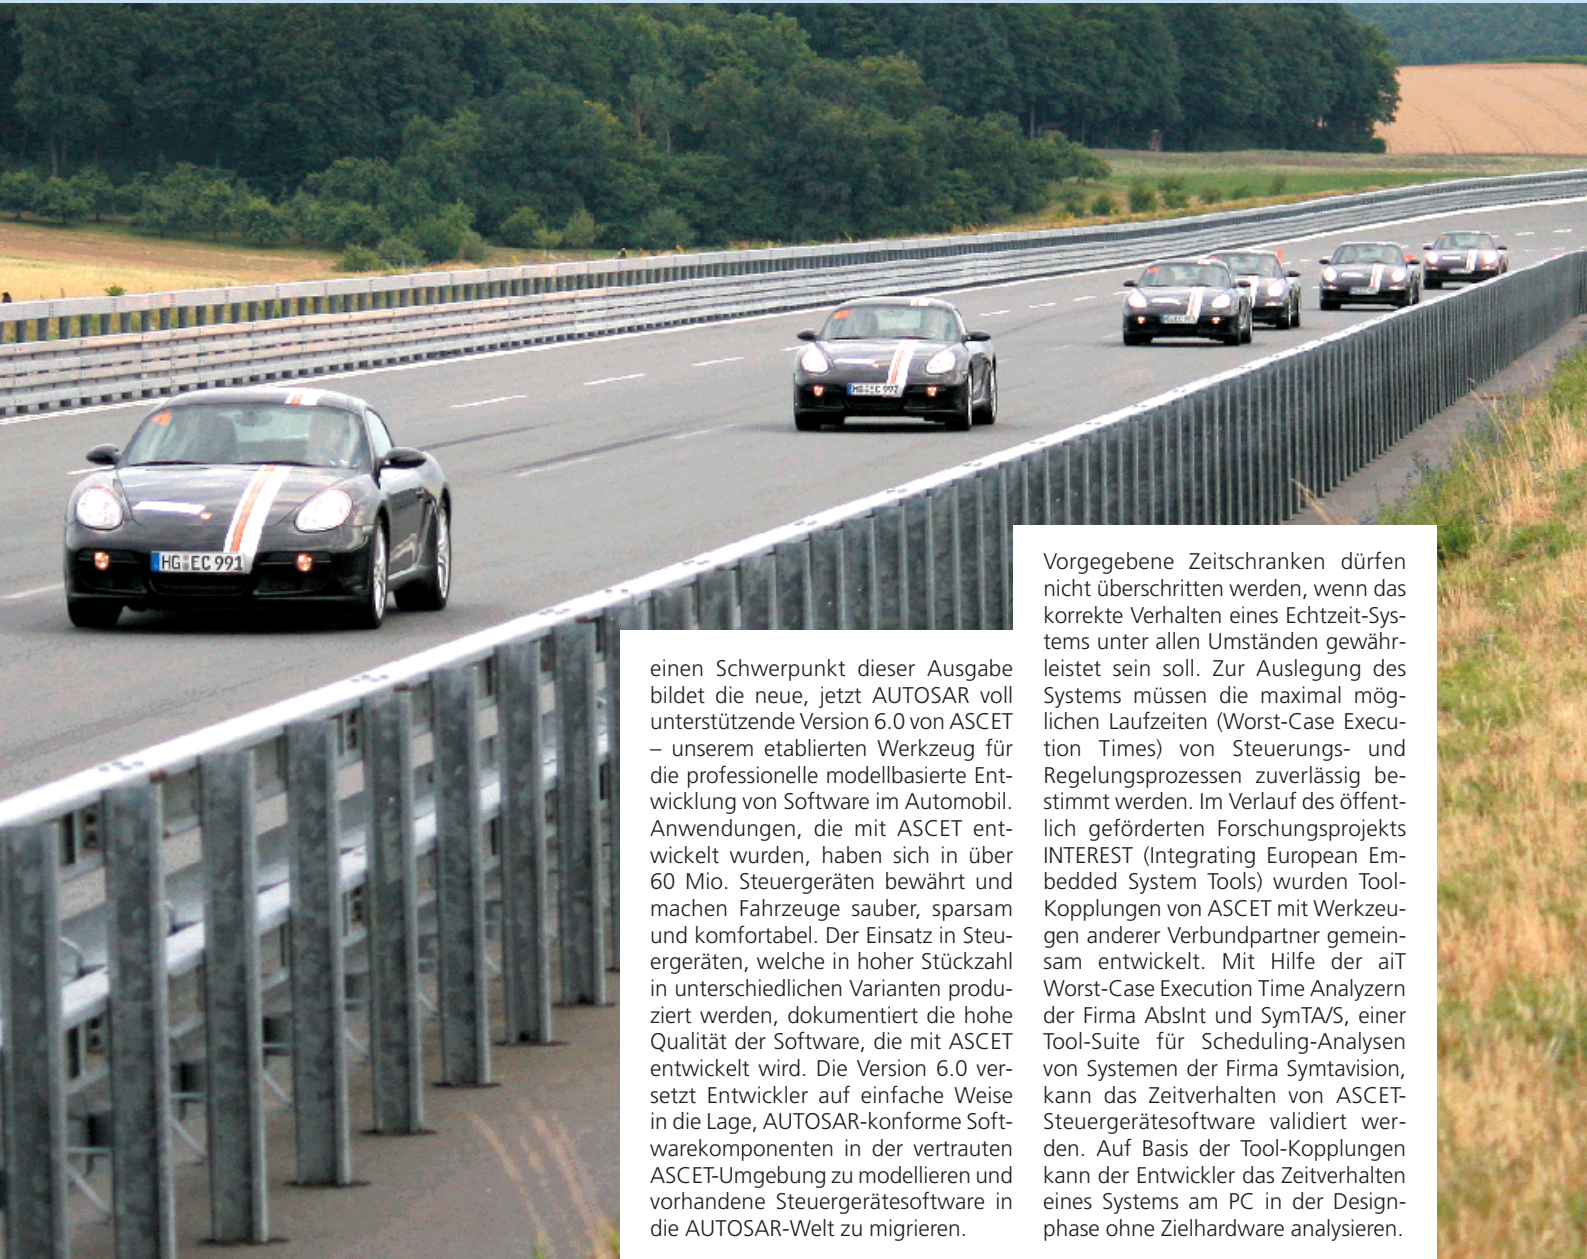 HG EC 991
einen Schwerpunkt dieser Ausgabe
bildet die neue, jetzt AUTOSAR voll
unterstützende Version 6.0 von ASCET
– unserem etablierten Werkzeug für
die professionelle modellbasierte Ent-
wicklung von Software im Automobil.
Anwendungen, die mit ASCET ent-
wickelt wurden, haben sich in über
60 Mio. Steuergeräten bewährt und
machen Fahrzeuge sauber, sparsam
und komfortabel. Der Einsatz in Steu-
ergeräten, welche in hoher Stückzahl
in unterschiedlichen Varianten produ-
ziert werden, dokumentiert die hohe
Qualität der Software, die mit ASCET
entwickelt wird. Die Version 6.0 ver-
setzt Entwickler auf einfache Weise
in die Lage, AUTOSAR-konforme Soft-
warekomponenten in der vertrauten
ASCET-Umgebung zu modellieren und
vorhandene Steuergerätesoftware in
die AUTOSAR-Welt zu migrieren.
Vorgegebene Zeitschranken dürfen
nicht überschritten werden, wenn das
korrekte Verhalten eines Echtzeit-Sys-
tems unter allen Umständen gewähr-
leistet sein soll. Zur Auslegung des
Systems müssen die maximal mög-
lichen Laufzeiten (Worst-Case Execu-
tion Times) von Steuerungs- und
Regelungsprozessen zuverlässig be-
stimmt werden. Im Verlauf des öffent-
lich geförderten Forschungsprojekts
INTEREST (Integrating European Em-
bedded System Tools) wurden Tool-
Kopplungen von ASCET mit Werkzeu-
gen anderer Verbundpartner gemein-
sam entwickelt. Mit Hilfe der aiT
Worst-Case Execution Time Analyzern
der Firma AbsInt und SymTA/S, einer
Tool-Suite für Scheduling-Analysen
von Systemen der Firma Symtavision,
kann das Zeitverhalten von ASCET-
Steuergerätesoftware validiert wer-
den. Auf Basis der Tool-Kopplungen
kann der Entwickler das Zeitverhalten
eines Systems am PC in der Design-
phase ohne Zielhardware analysieren.